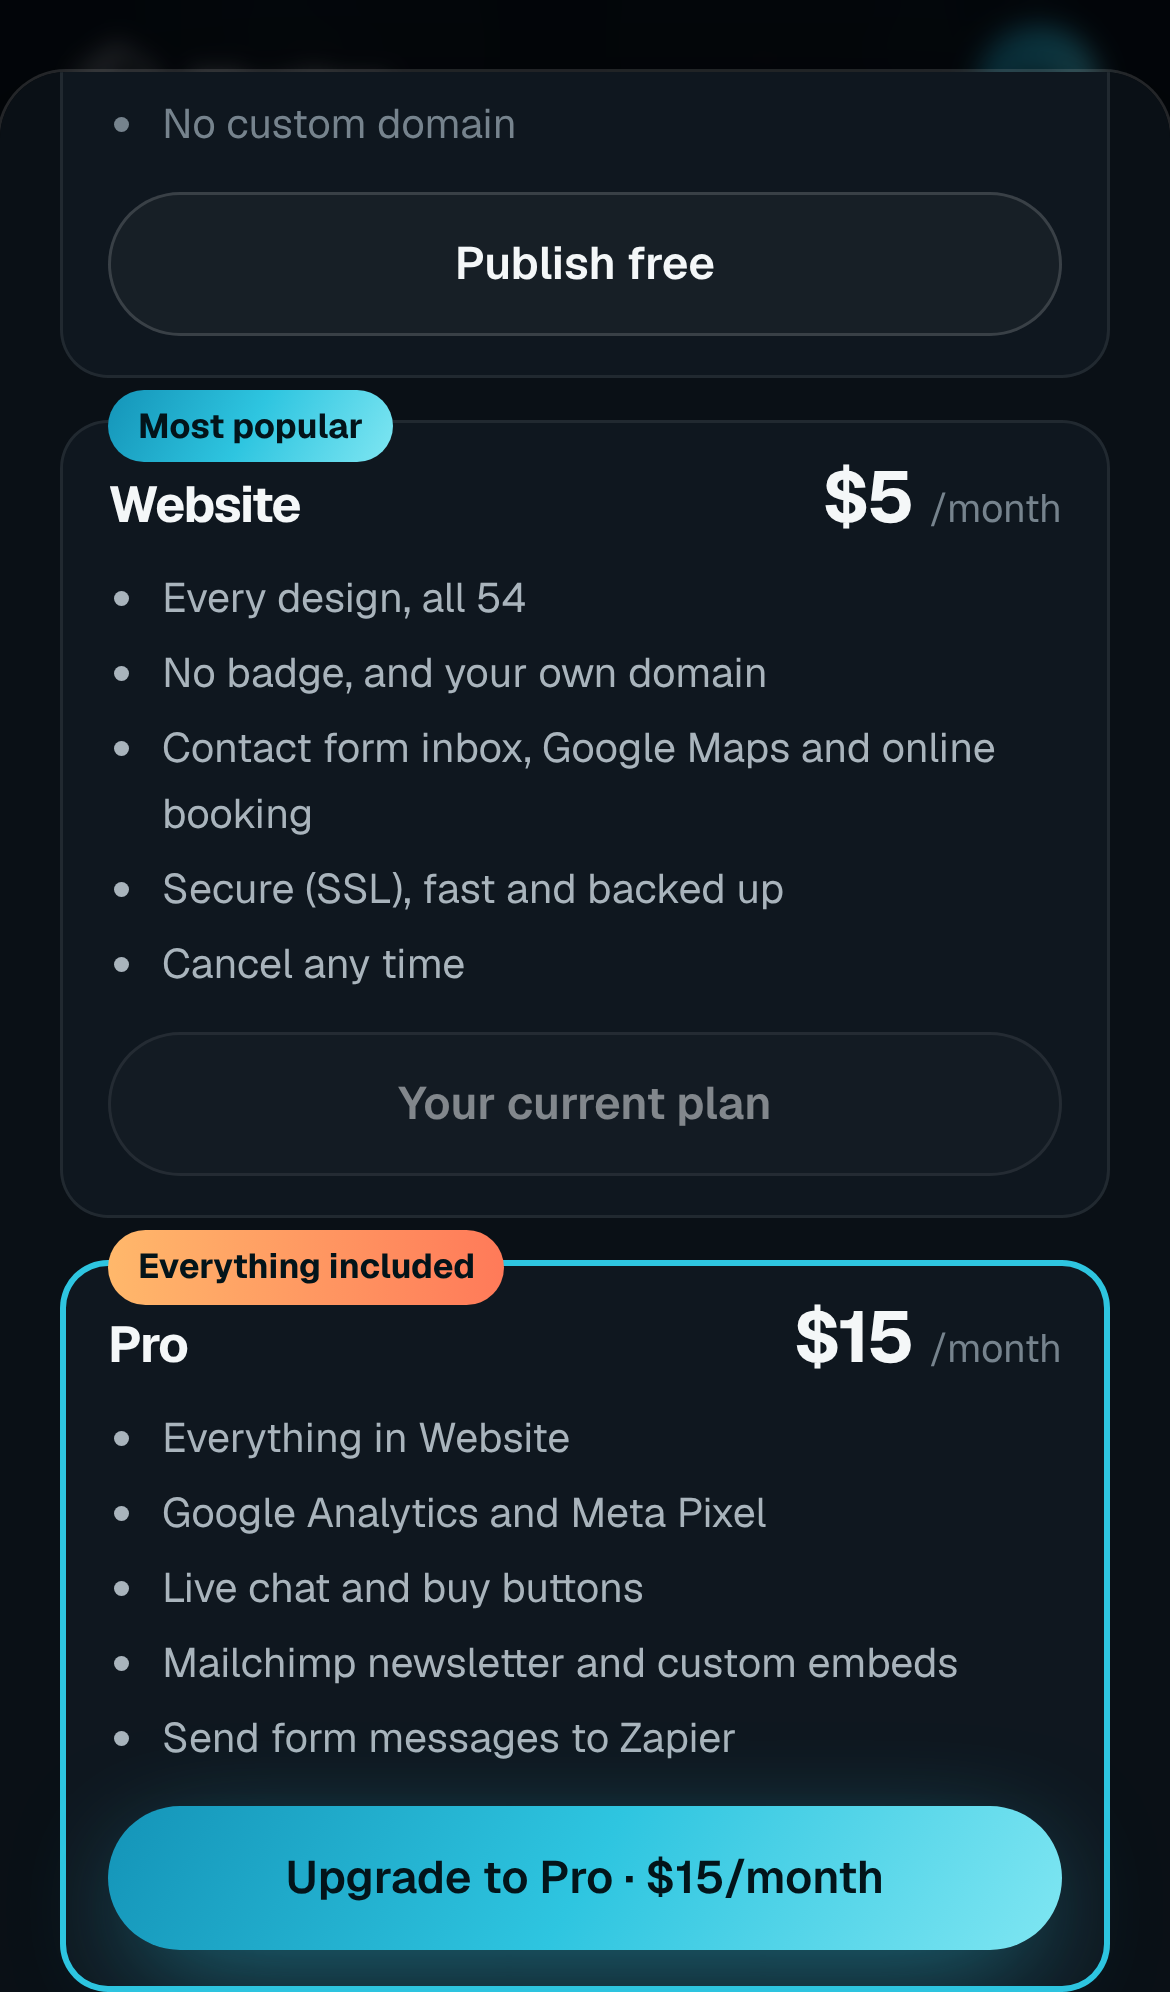 No custom domain
Publish free
Most popular
Website
$5 /month
Every design, all 54
No badge, and your own domain
Contact form inbox, Google Maps and online
booking
Secure (SSL), fast and backed up
Cancel any time
Your current plan
Everything included
Pro
$15 /month
Everything in Website
Google Analytics and Meta Pixel
Live chat and buy buttons
Mailchimp newsletter and custom embeds
Send form messages to Zapier
Upgrade to Pro · $15/month